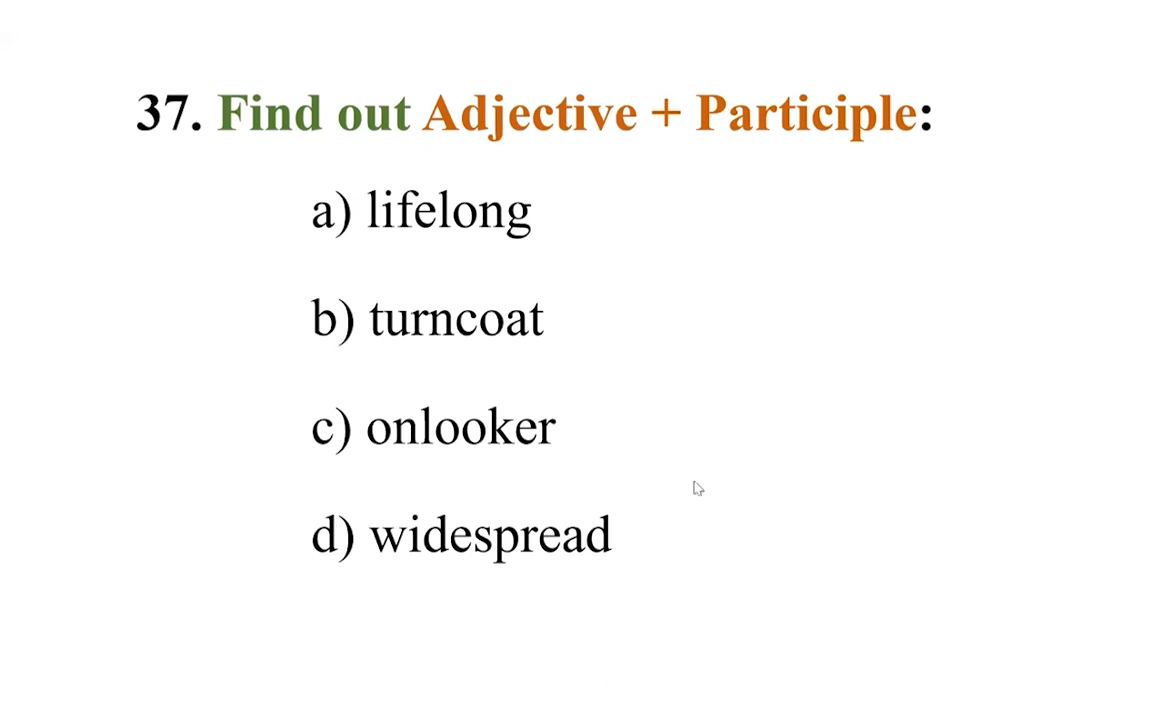 37. Find out Adjective + Participle:
a) lifelong
b) turncoat
c) onlooker
d) widespread